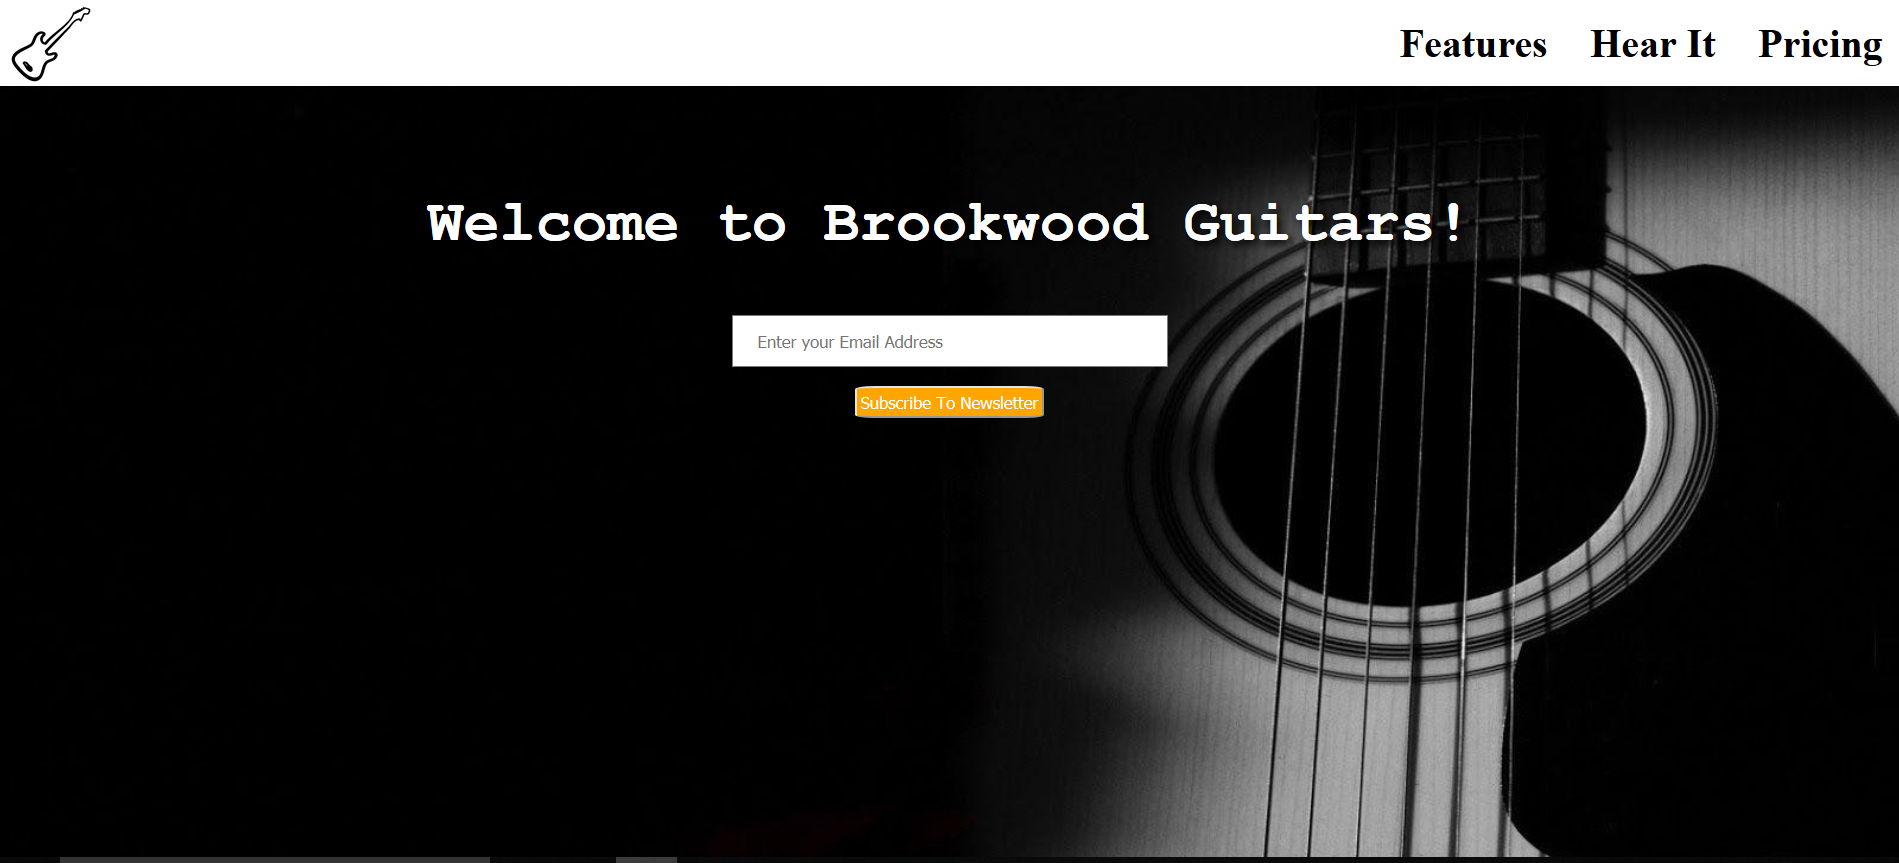 Features Hear It Pricing
Welcome to Brookwood Guitars!
Enter your Email Address
Subscribe To Newsletter